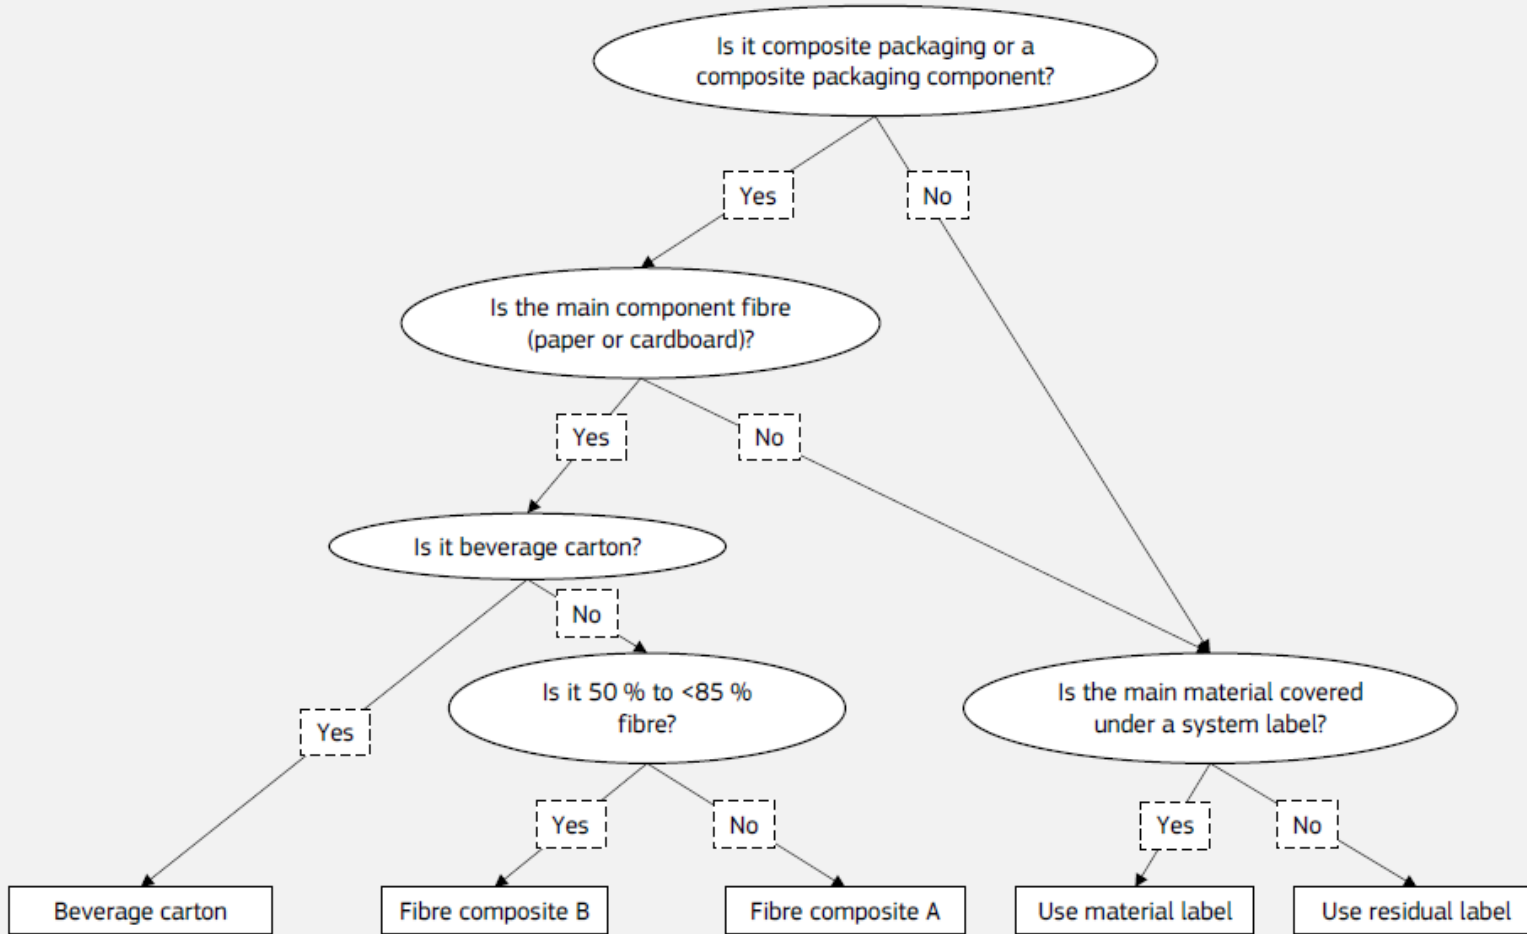 Is it composite packaging or a
composite packaging component?
Yes
No
Is the main component fibre
(paper or cardboard)?
Yes
No
Is it beverage carton?
No
Is it 50 % to <85 %
fibre?
Is the main material covered
under a system label?
Yes
Yes
No
Yes
No
Beverage carton
Fibre composite B
Fibre composite A
Use material label
Use residual label